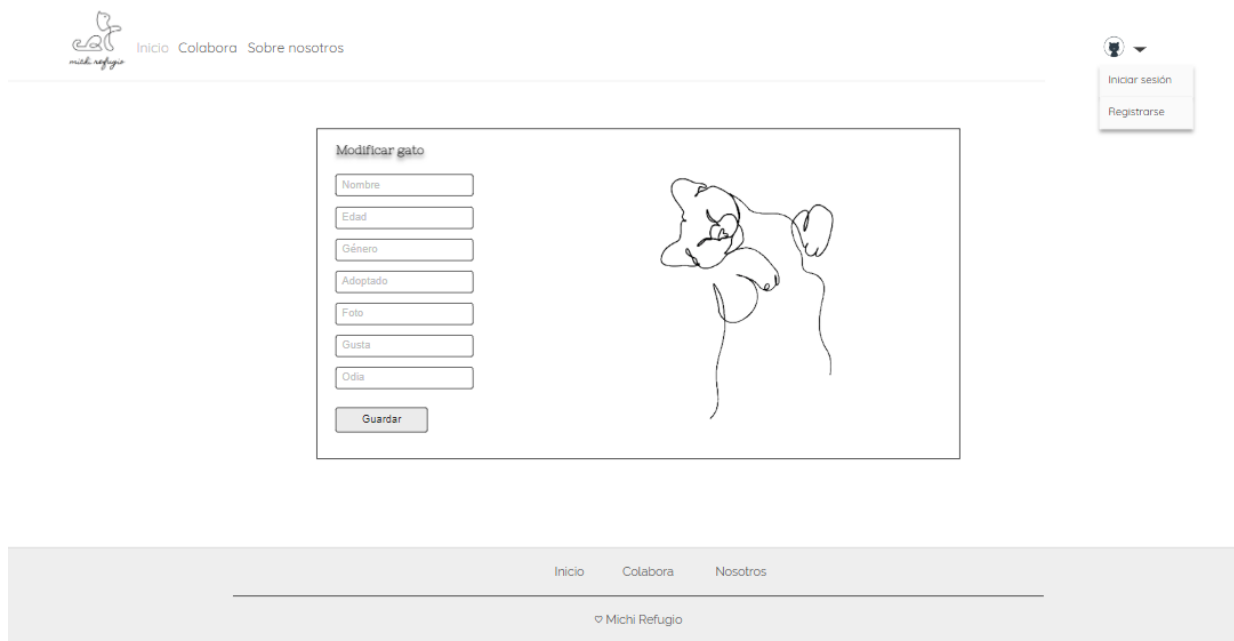 michi refugio
Inicio Colabora Sobre nosotros
Iniciar sesión
Registrarse
Modificar gato
Nombre
Edad
Género
Adoptado
Foto
Gusta
Odia
Guardar
Inicio Colabora Nosotros
♡ Michi Refugio